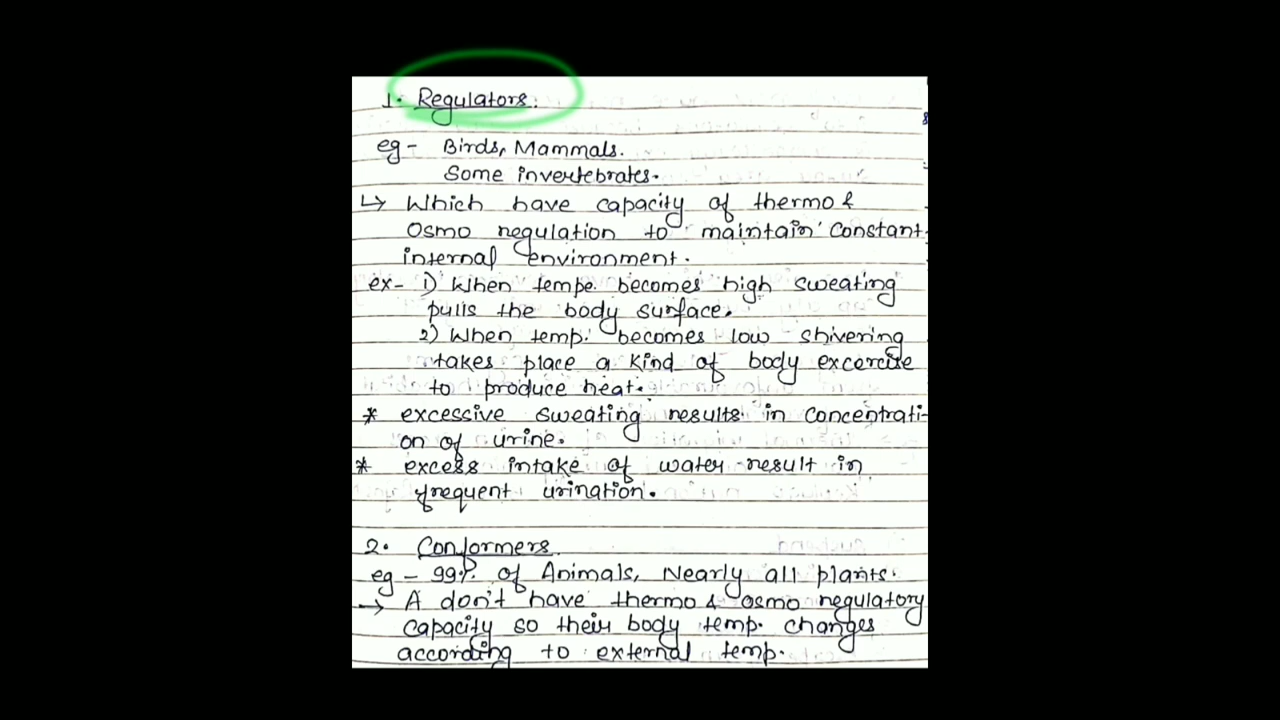 1. Regulators:
eg - Birds, Mammals.
Some invertebrates.
↳ Which have capacity of thermo &
Osmo regulation to maintain constant
internal environment.
ex- 1) When tempe. becomes high sweating
pulls the body surface.
2) When temp. becomes low shivering
takes place a kind of body excercise
to produce heat.
* excessive sweating results in concentrati-
on of urine.
* excess intake of water result in
frequent urination.
2. Conformers
eg - 99% of Animals, Nearly all plants.
→ A don't have thermo & osmo regulatory
capacity so their body temp. changes
according to external temp.